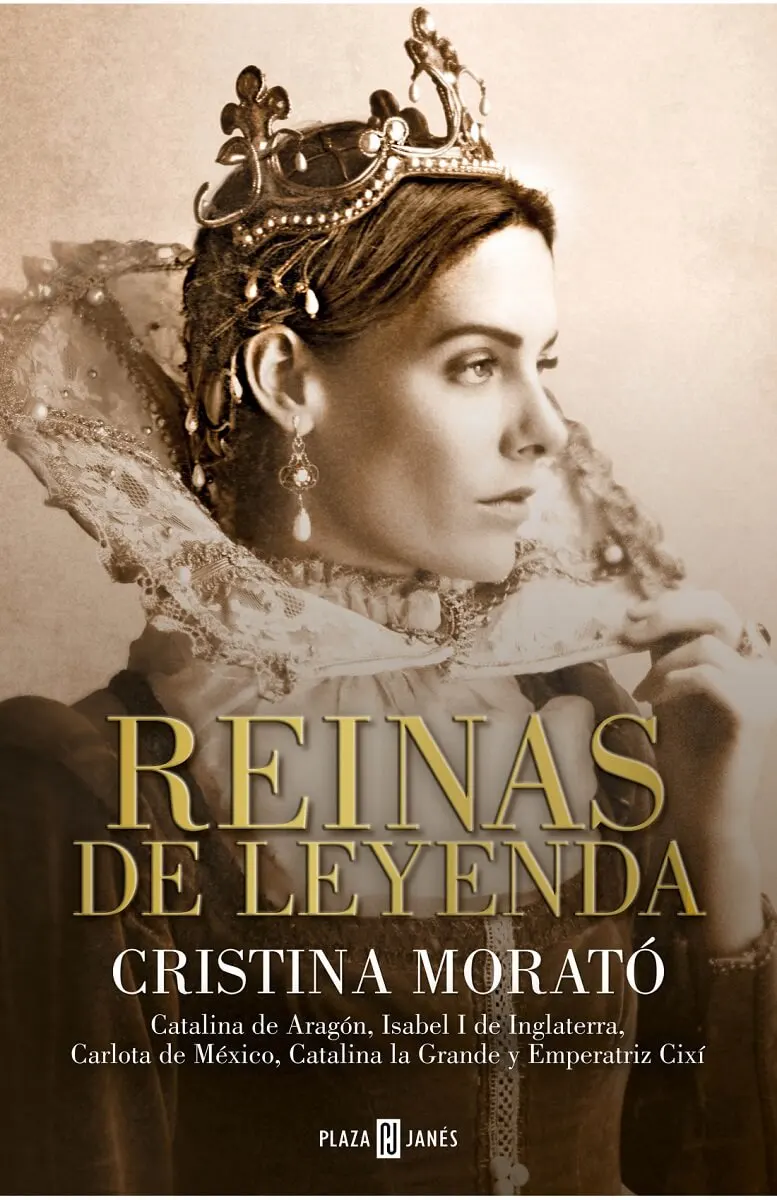 REINAS
DE LEYENDA
CRISTINA MORATÓ
Catalina de Aragón, Isabel I de Inglaterra,
Carlota de México, Catalina la Grande y Emperatriz Cixí
PLAZA PJ JANÉS